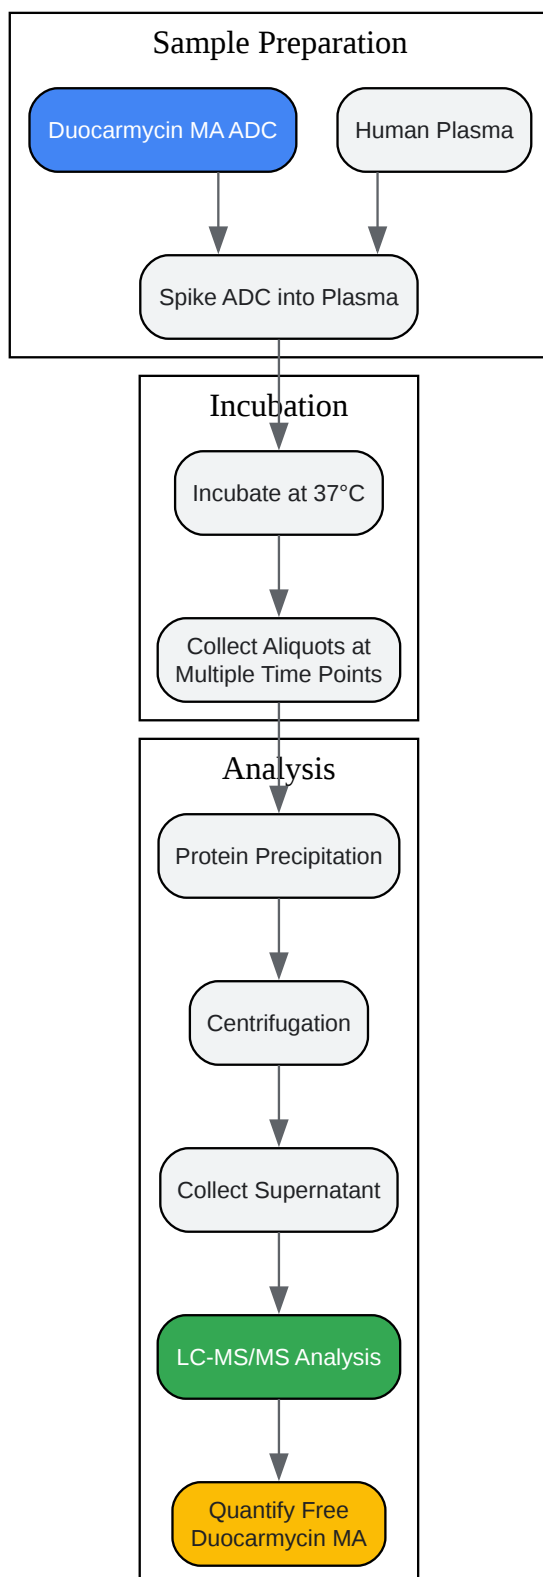 Sample Preparation
Duocarmycin MA ADC
Human Plasma
Spike ADC into Plasma
Incubation
Incubate at 37°C
Collect Aliquots at
Multiple Time Points
Analysis
Protein Precipitation
Centrifugation
Collect Supernatant
LC-MS/MS Analysis
Quantify Free
Duocarmycin MA